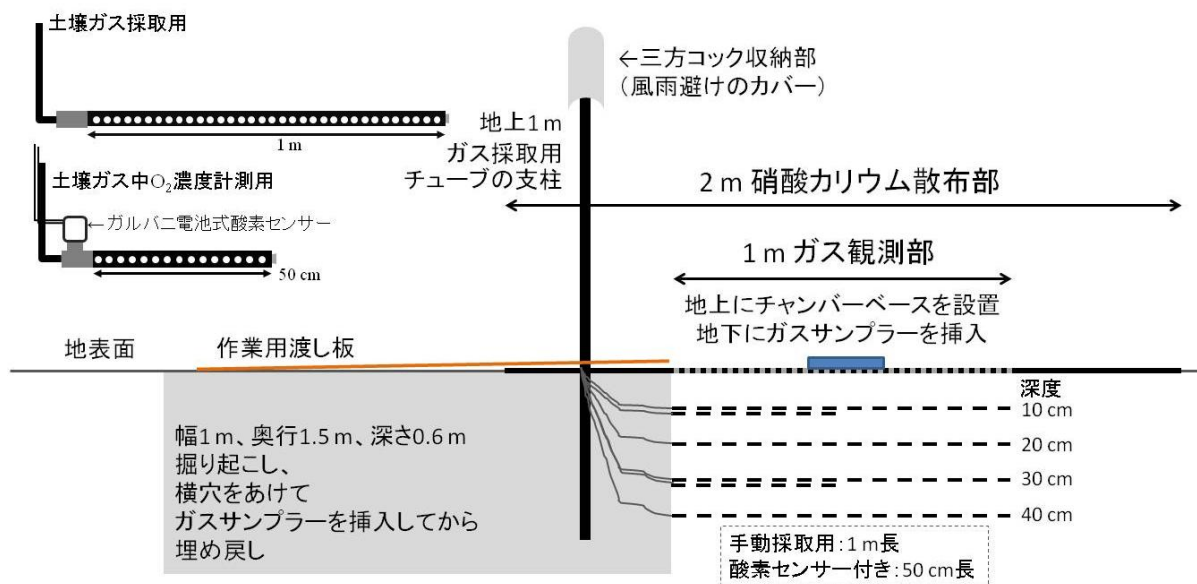 土壌ガス採取用
1 m
土壌ガス中O₂濃度計測用
←ガルバニ電池式酸素センサー
50 cm
←三方コック収納部
(風雨避けのカバー)
地上1 m
ガス採取用
チューブの支柱
2 m 硝酸カリウム散布部
1 m ガス観測部
地上にチャンバーベースを設置
地下にガスサンプラーを挿入
地表面
作業用渡し板
深度
10 cm
20 cm
30 cm
40 cm
幅1 m、奥行1.5 m、深さ0.6 m
掘り起こし、
横穴をあけて
ガスサンプラーを挿入してから
埋め戻し
手動採取用:1 m長
酸素センサー付き:50 cm長